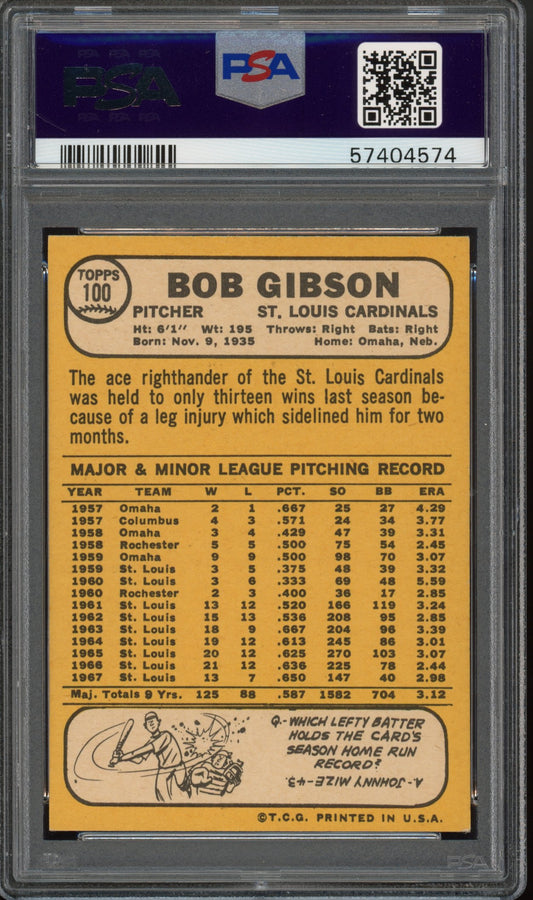 PSA PSA PSA
PSA
PSA PSA PSA
PSA
57404574
TOPPS
100
BOB GIBSON
PITCHER ST. LOUIS CARDINALS
Ht: 6'1" Wt: 195 Throws: Right Bats: Right
Born: Nov. 9, 1935 Home: Omaha, Neb.
The ace righthander of the St. Louis Cardinals
was held to only thirteen wins last season be-
cause of a leg injury which sidelined him for two
months.
MAJOR & MINOR LEAGUE PITCHING RECORD
YEAR TEAM W L PCT. SO BB ERA
1957 Omaha 2 1 .667 25 27 4.29
1957 Columbus 4 3 .571 24 34 3.77
1958 Omaha 3 4 .429 47 39 3.31
1958 Rochester 5 5 .500 75 54 2.45
1959 Omaha 9 9 .500 98 70 3.07
1959 St. Louis 3 5 .375 48 39 3.32
1960 St. Louis 3 6 .333 69 48 5.59
1960 Rochester 2 3 .400 36 17 2.85
1961 St. Louis 13 12 .520 166 119 3.24
1962 St. Louis 15 13 .536 208 95 2.85
1963 St. Louis 18 9 .667 204 96 3.39
1964 St. Louis 19 12 .613 245 86 3.01
1965 St. Louis 20 12 .625 270 103 3.07
1966 St. Louis 21 12 .636 225 78 2.44
1967 St. Louis 13 7 .650 147 40 2.98
Maj. Totals 9 Yrs. 125 88 .587 1582 704 3.12
Q.-WHICH LEFTY BATTER
HOLDS THE CARD'S
SEASON HOME RUN
RECORD?
A-JOHNNY MIZE-43.
©T.C.G. PRINTED IN U.S.A.
PSA